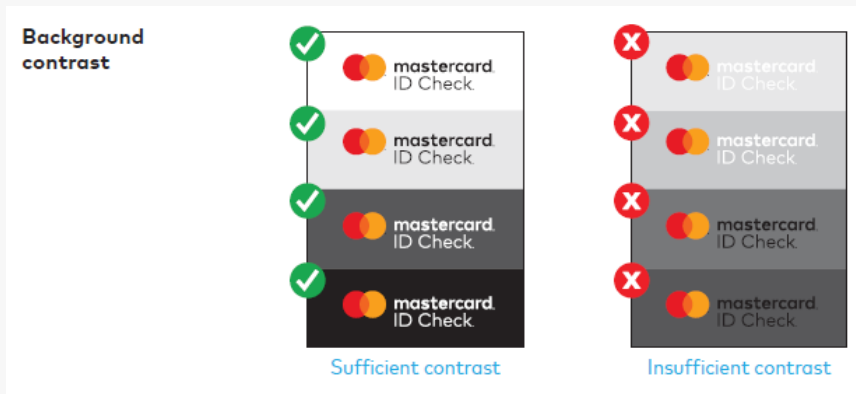 Background
contrast
mastercard.
ID Check.
mastercard.
ID Check.
mastercard.
ID Check.
mastercard.
ID Check.
Sufficient contrast
mastercard.
ID Check.
mastercard.
ID Check.
mastercard.
ID Check.
mastercard.
ID Check.
Insufficient contrast